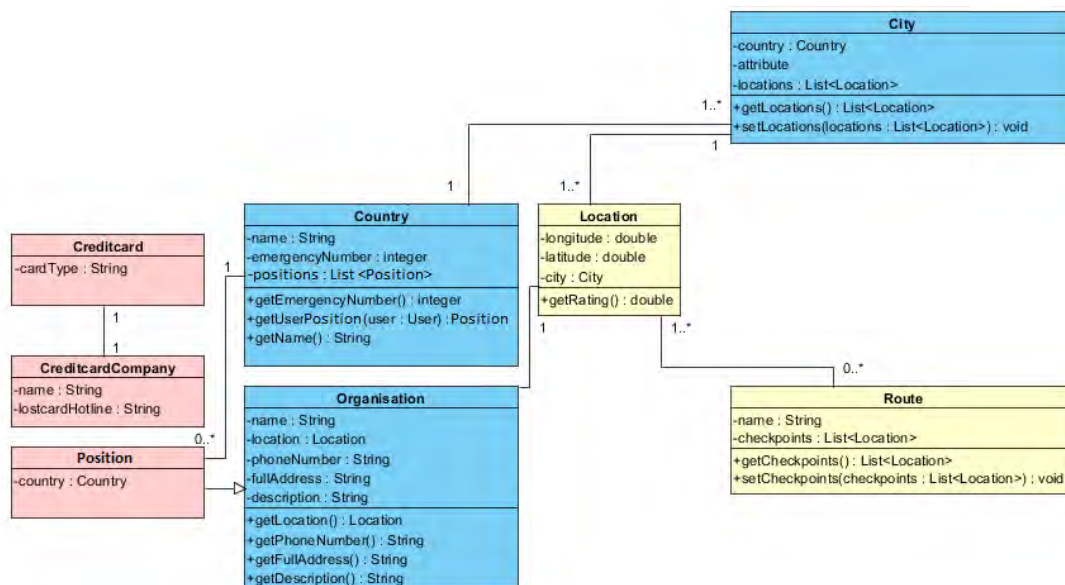 City
-country : Country
-attribute
-locations : List<Location>
+getLocations() : List<Location>
+setLocations(locations : List<Location>) : void
1..*
1
1
1..*
Country
-name : String
-emergencyNumber : integer
-positions : List <Position>
+getEmergencyNumber() : integer
+getUserPosition(user : User) : Position
+getName() : String
Location
-longitude : double
-latitude : double
-city : City
+getRating() : double
Creditcard
-cardType : String
1
1
1
1
1..*
CreditcardCompany
-name : String
-lostcardHotline : String
0..*
0..*
Position
-country : Country
Organisation
-name : String
-location : Location
-phoneNumber : String
-fullAddress : String
-description : String
+getLocation() : Location
+getPhoneNumber() : String
+getFullAddress() : String
+getDescription() : String
Route
-name : String
-checkpoints : List<Location>
+getCheckpoints() : List<Location>
+setCheckpoints(checkpoints : List<Location>) : void